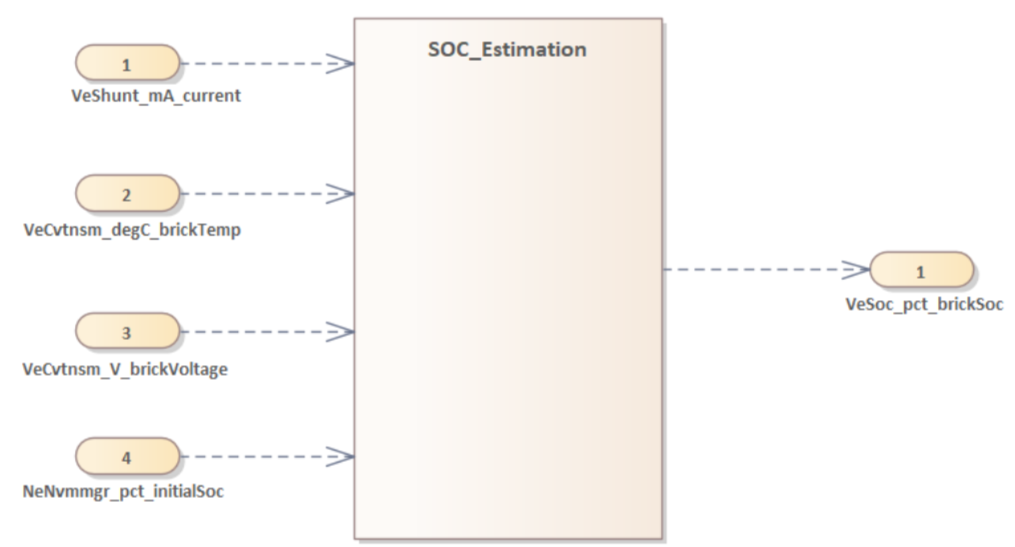 SOC_Estimation
1
VeShunt_mA_current
2
VeCvtnsm_degC_brickTemp
3
VeCvtnsm_V_brickVoltage
4
NeNvmmgr_pct_initialSoc
1
VeSoc_pct_brickSoc